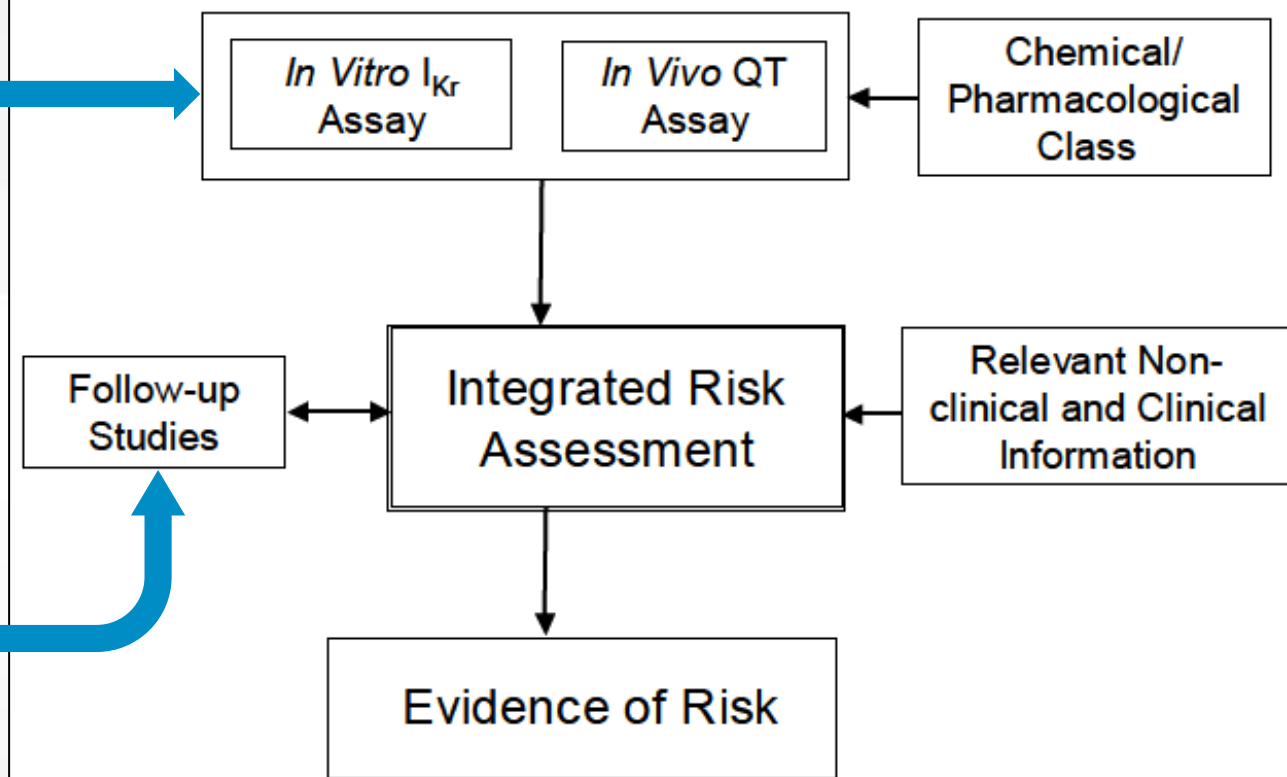 In Vitro IKr
Assay
In Vivo QT
Assay
Chemical/
Pharmacological
Class
Follow-up
Studies
Integrated Risk
Assessment
Relevant Non-
clinical and Clinical
Information
Evidence of Risk